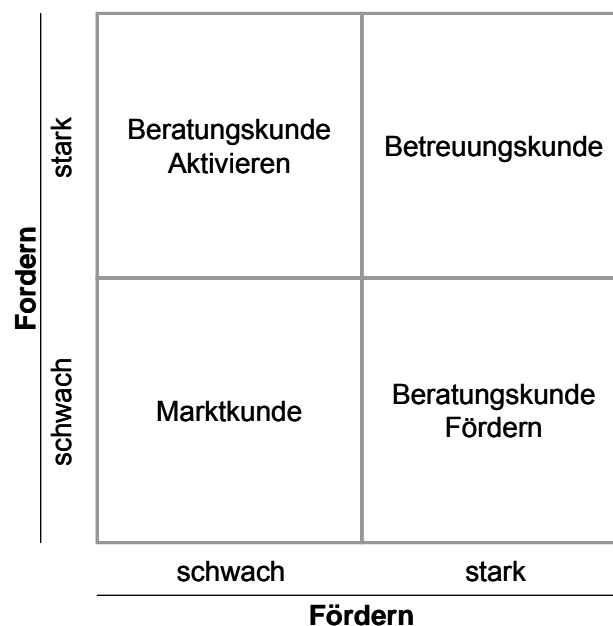 Fordern
stark
schwach
Beratungskunde
Aktivieren
Betreuungskunde
Marktkunde
Beratungskunde
Fördern
schwach
stark
Fördern